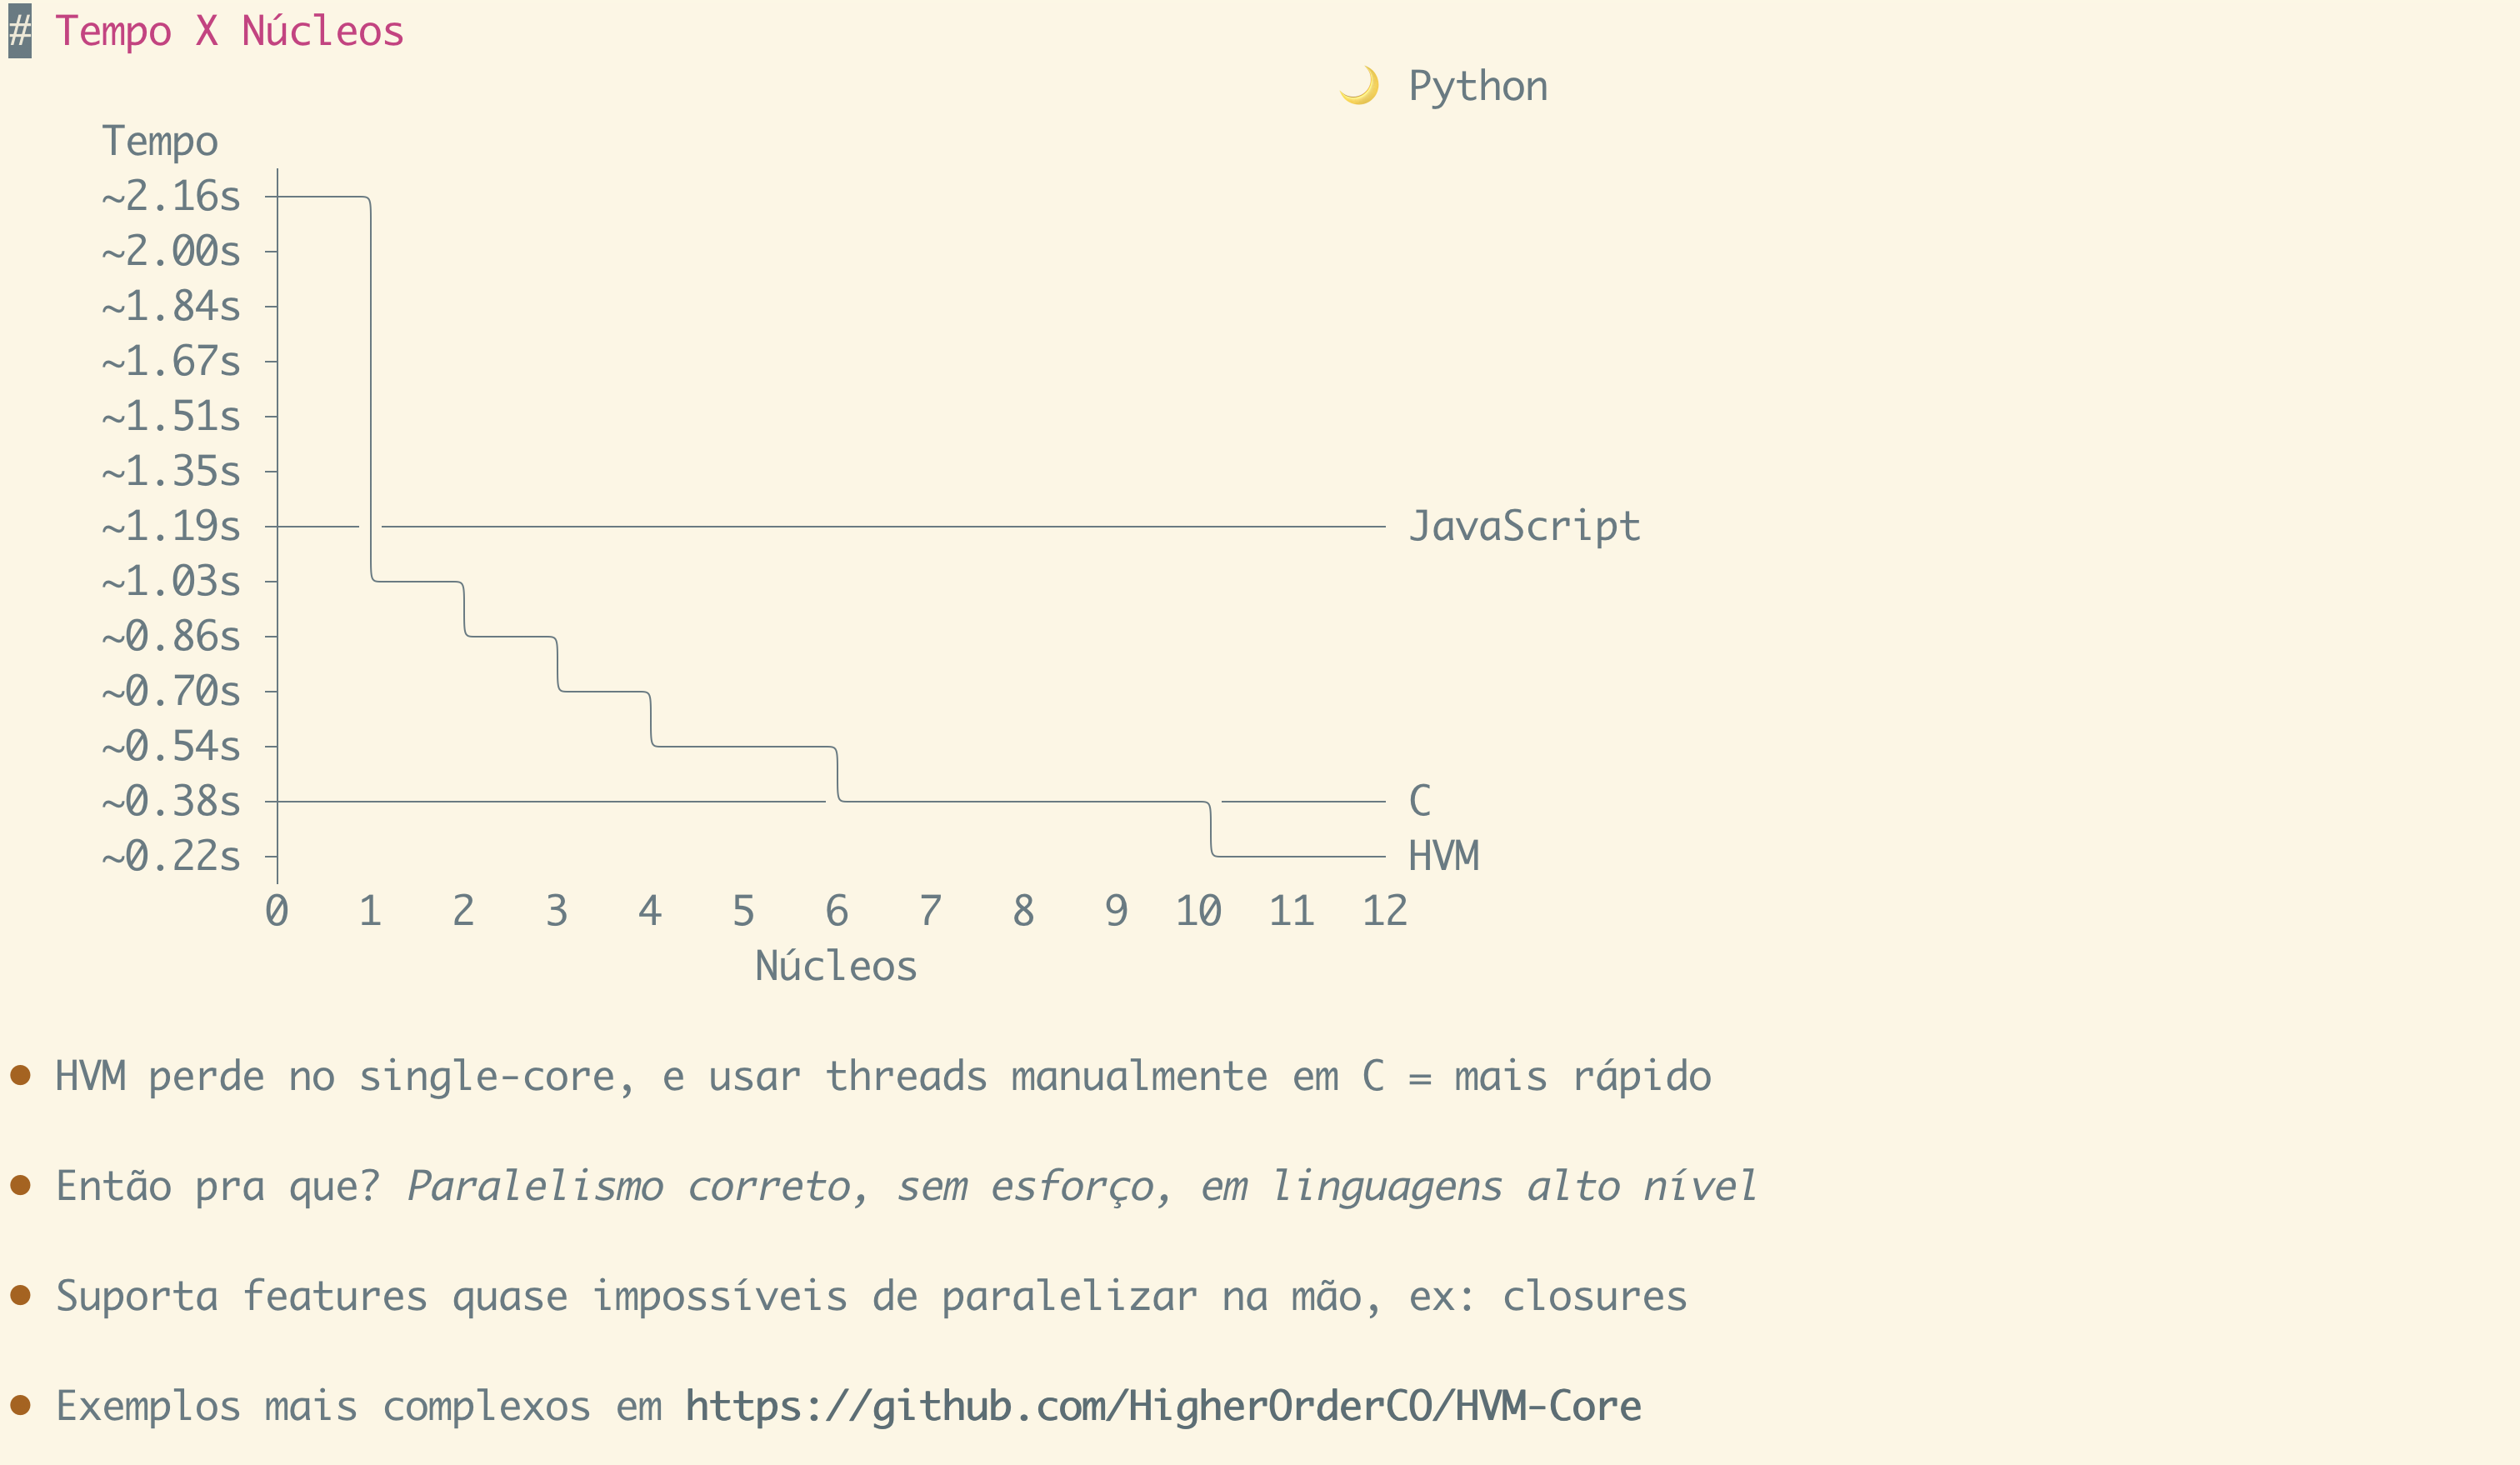 # Tempo X Núcleos
🌙 Python
Tempo
~2.16s
~2.00s
~1.84s
~1.67s
~1.51s
~1.35s
~1.19s JavaScript
~1.03s
~0.86s
~0.70s
~0.54s
~0.38s C
~0.22s HVM
0 1 2 3 4 5 6 7 8 9 10 11 12
Núcleos
● HVM perde no single-core, e usar threads manualmente em C = mais rápido
● Então pra que? Paralelismo correto, sem esforço, em linguagens alto nível
● Suporta features quase impossíveis de paralelizar na mão, ex: closures
● Exemplos mais complexos em https://github.com/HigherOrderCO/HVM-Core